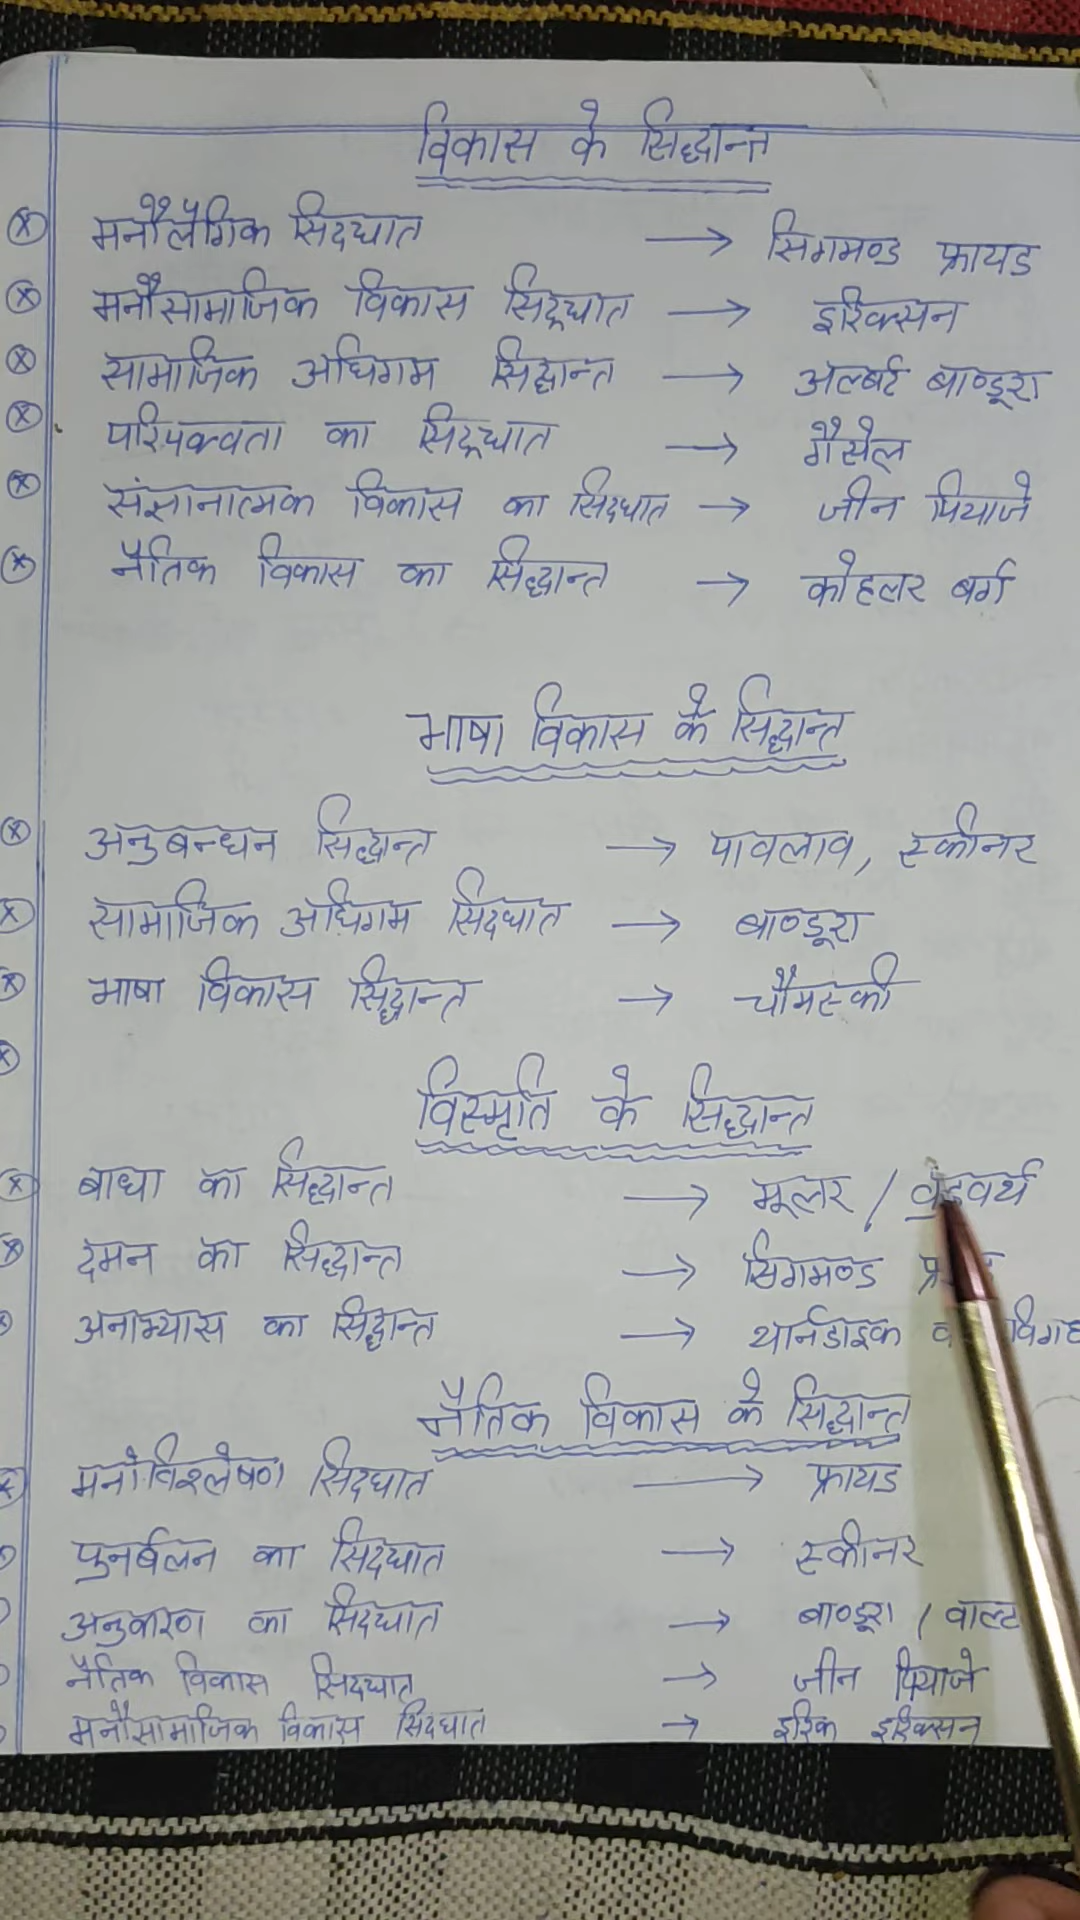 विकास के सिद्धान्त
मनोलैंगिक सिद्घात → सिगमण्ड फ्रायड
मनोसामाजिक विकास सिद्घात → इरिक्सन
सामाजिक अधिगम सिद्धान्त → अल्बर्ट बाण्डूरा
परिपक्वता का सिद्घात → गैसेल
संज्ञानात्मक विकास का सिद्घात → जीन पियाजे
नैतिक विकास का सिद्धान्त → कोहलर बर्ग
भाषा विकास के सिद्धान्त
अनुबन्धन सिद्धान्त → पावलाव, स्कीनर
सामाजिक अधिगम सिद्घात → बाण्डूरा
भाषा विकास सिद्धान्त → चौमस्की
विस्मृति के सिद्धान्त
बाधा का सिद्धान्त → मूलर /
दमन का सिद्धान्त → सिगमण्ड
अनाभ्यास का सिद्धान्त → थार्नडाइक
नैतिक विकास के सिद्धान्त
मनोविश्लेषण सिद्घात → फ्रायड
पुनर्बलन का सिद्घात → स्कीनर
अनुकरण का सिद्घात → बाण्डूरा / वाल्ट
नैतिक विकास सिद्घात → जीन पियाजे
मनोसामाजिक विकास सिद्घात → इरिक इरिक्सन